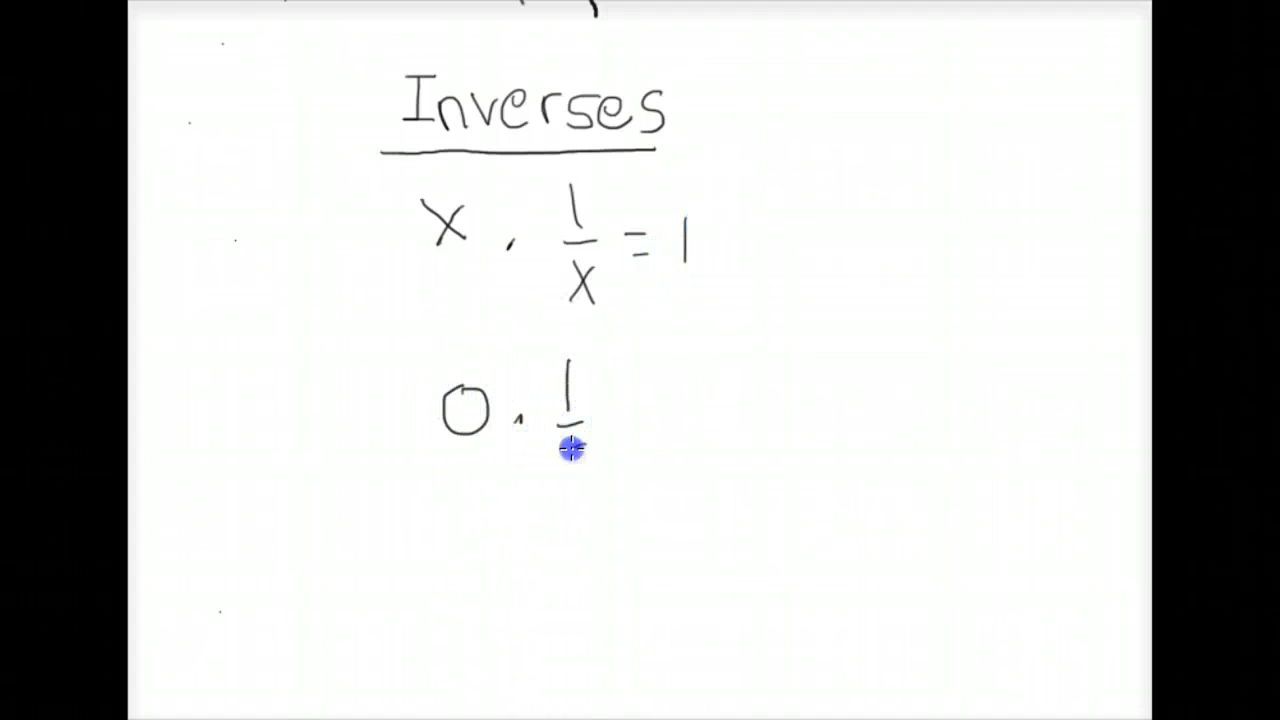 Inverses
x · 1/x = 1
0 · 1/